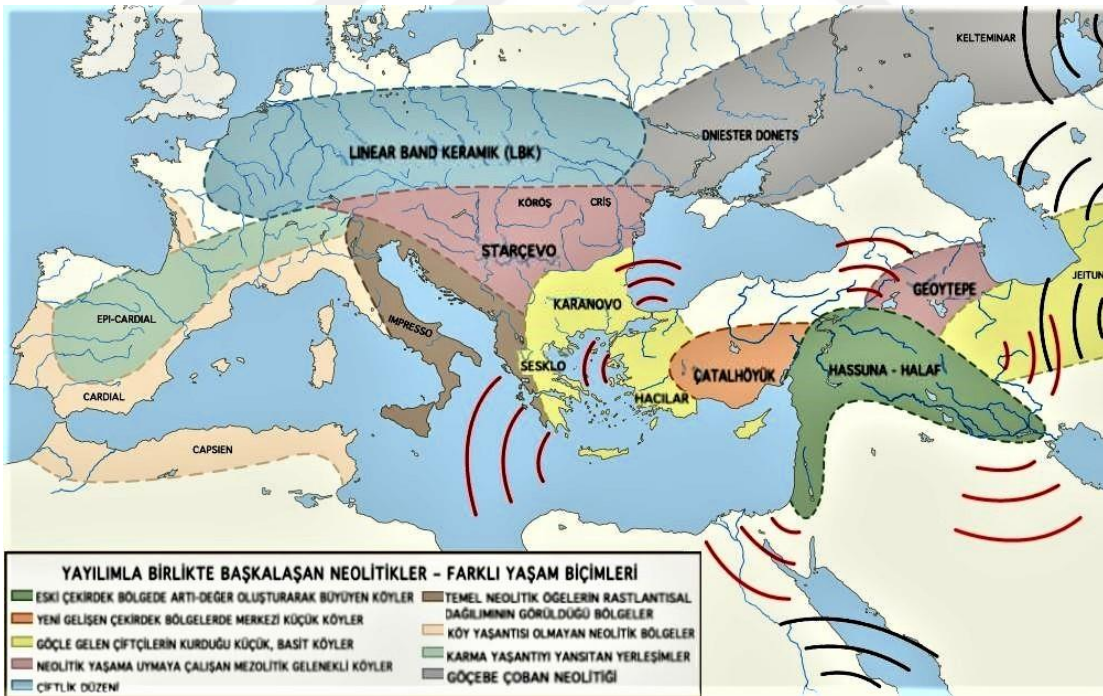 KELTEMINAR
DNIESTER DONETS
LINEAR BAND KERAMIK (LBK)
KÖRÖŞ
CRİŞ
STARÇEVO
GEOYTEPE
JEITUN
KARANOVO
EPI-CARDIAL
IMPRESSO
SESKLO
ÇATALHÖYÜK
HASSUNA - HALAF
HACILAR
CARDIAL
CAPSIEN
YAYILIMLA BİRLİKTE BAŞKALAŞAN NEOLİTİKLER – FARKLI YAŞAM BİÇİMLERİ
ESKİ ÇEKİRDEK BÖLGEDE ARTI-DEĞER OLUŞTURARAK BÜYÜYEN KÖYLER
YENİ GELİŞEN ÇEKİRDEK BÖLGELERDE MERKEZİ KÜÇÜK KÖYLER
GÖÇLE GELEN ÇİFTÇİLERİN KURDUĞU KÜÇÜK, BASİT KÖYLER
NEOLİTİK YAŞAMA UYMAYA ÇALIŞAN MEZOLİTİK GELENEKLİ KÖYLER
ÇİFTLİK DÜZENİ
TEMEL NEOLİTİK ÖĞELERİN RASTLANTISAL
DAĞILIMININ GÖRÜLDÜĞÜ BÖLGELER
KÖY YAŞANTISI OLMAYAN NEOLİTİK BÖLGELER
KARMA YAŞANTIYI YANSITAN YERLEŞİMLER
GÖÇEBE ÇOBAN NEOLİTİĞİ